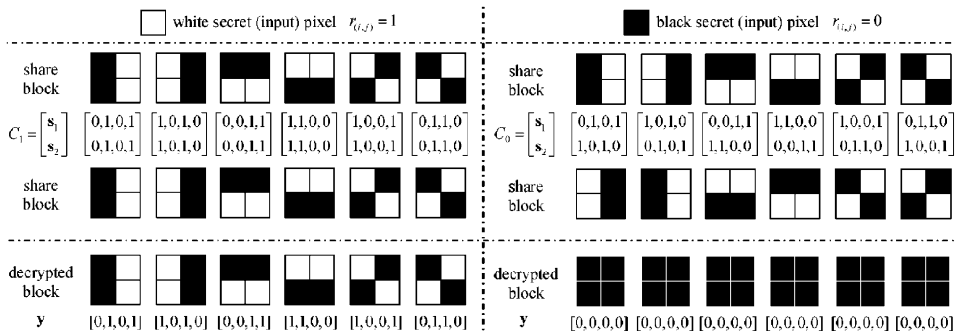 white secret (input) pixel r(i,j) = 1 black secret (input) pixel r(i,j) = 0
share block share block
C1 = [s1 s2] [0,1,0,1 0,1,0,1] [1,0,1,0 1,0,1,0] [0,0,1,1 0,0,1,1] [1,1,0,0 1,1,0,0] [1,0,0,1 1,0,0,1] [0,1,1,0 0,1,1,0] C0 = [s1 s2] [0,1,0,1 1,0,1,0] [1,0,1,0 0,1,0,1] [0,0,1,1 1,1,0,0] [1,1,0,0 0,0,1,1] [1,0,0,1 0,1,1,0] [0,1,1,0 1,0,0,1]
share block share block
decrypted block decrypted block
y [0,1,0,1] [1,0,1,0] [0,0,1,1] [1,1,0,0] [1,0,0,1] [0,1,1,0] y [0,0,0,0] [0,0,0,0] [0,0,0,0] [0,0,0,0] [0,0,0,0] [0,0,0,0]